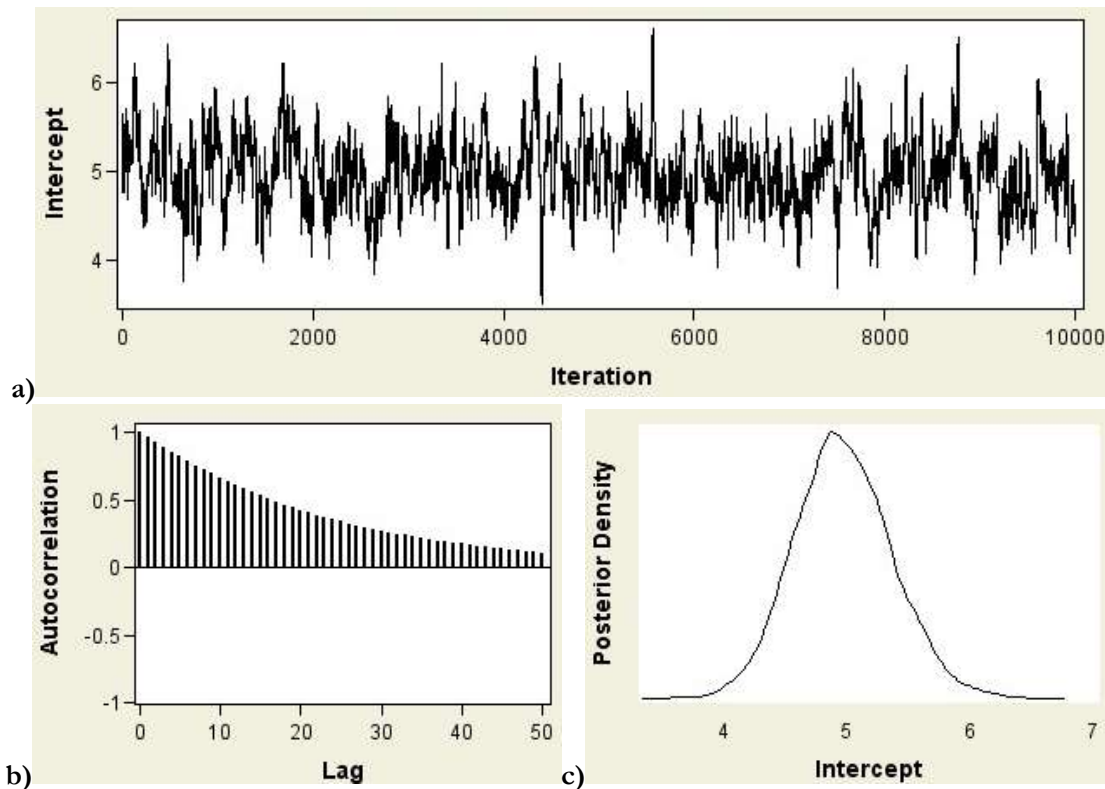 Intercept
6
5
4
0 2000 4000 6000 8000 10000
Iteration
a)
Autocorrelation
1
0.5
0
-0.5
-1
0 10 20 30 40 50
Lag
b)
Posterior Density
4 5 6 7
Intercept
c)